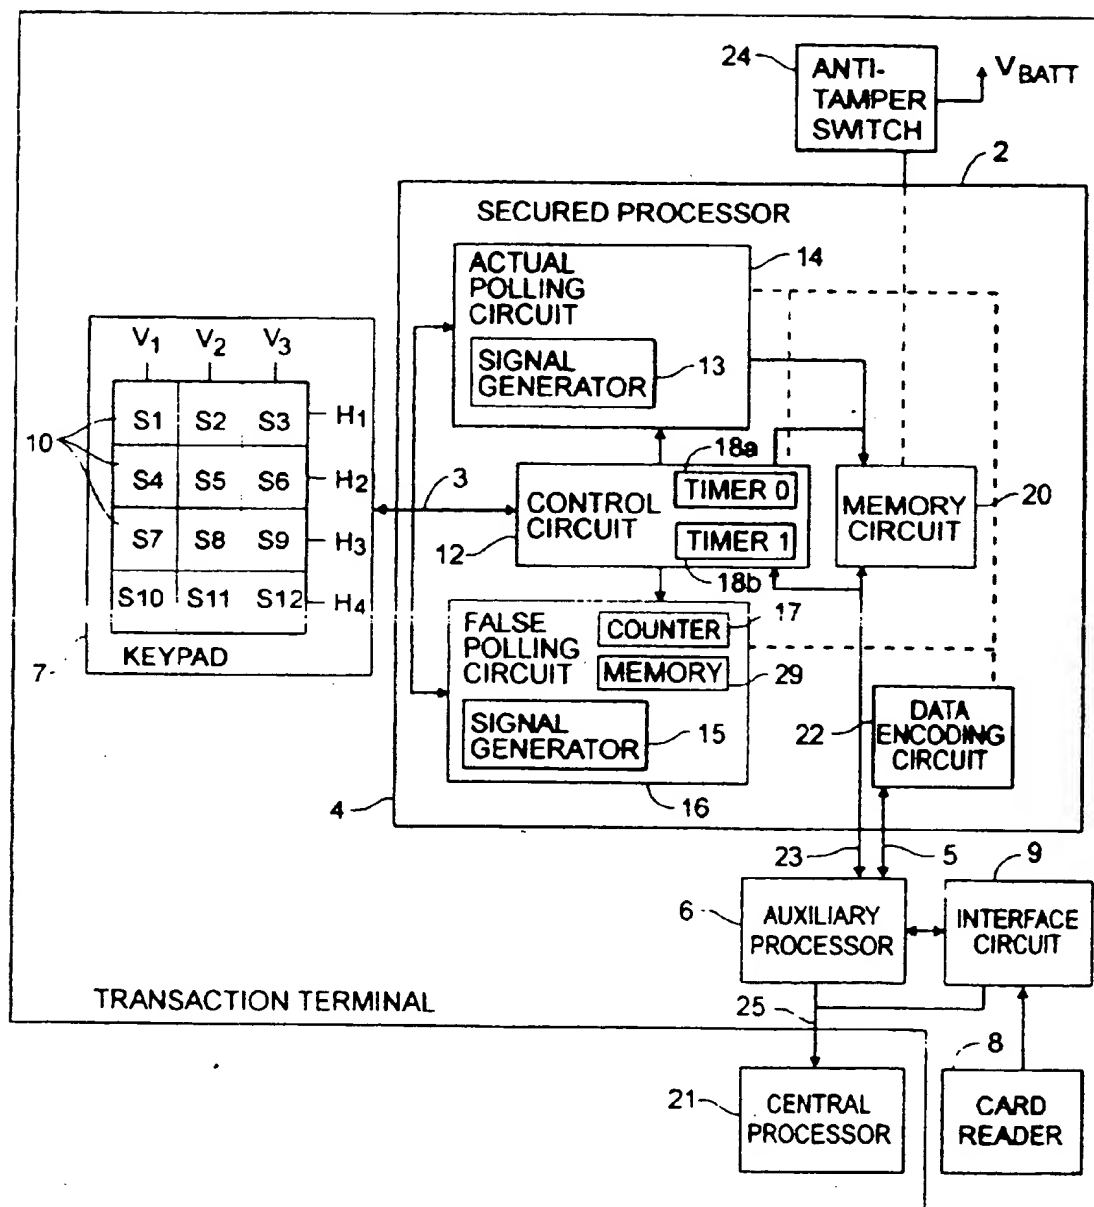 24
ANTI-
TAMPER
SWITCH
VBATT
2
SECURED PROCESSOR
ACTUAL
POLLING
CIRCUIT
14
SIGNAL
GENERATOR
13
V1 V2 V3
S1 S2 S3 H1
10
S4 S5 S6 H2
S7 S8 S9 H3
S10 S11 S12 H4
KEYPAD
7
3
18a
TIMER 0
CONTROL
CIRCUIT
12
TIMER 1
18b
MEMORY
CIRCUIT
20
FALSE
POLLING
CIRCUIT
COUNTER
17
MEMORY
29
SIGNAL
GENERATOR
15
16
4
22
DATA
ENCODING
CIRCUIT
23
5
9
6
AUXILIARY
PROCESSOR
INTERFACE
CIRCUIT
TRANSACTION TERMINAL
25
8
21
CENTRAL
PROCESSOR
CARD
READER